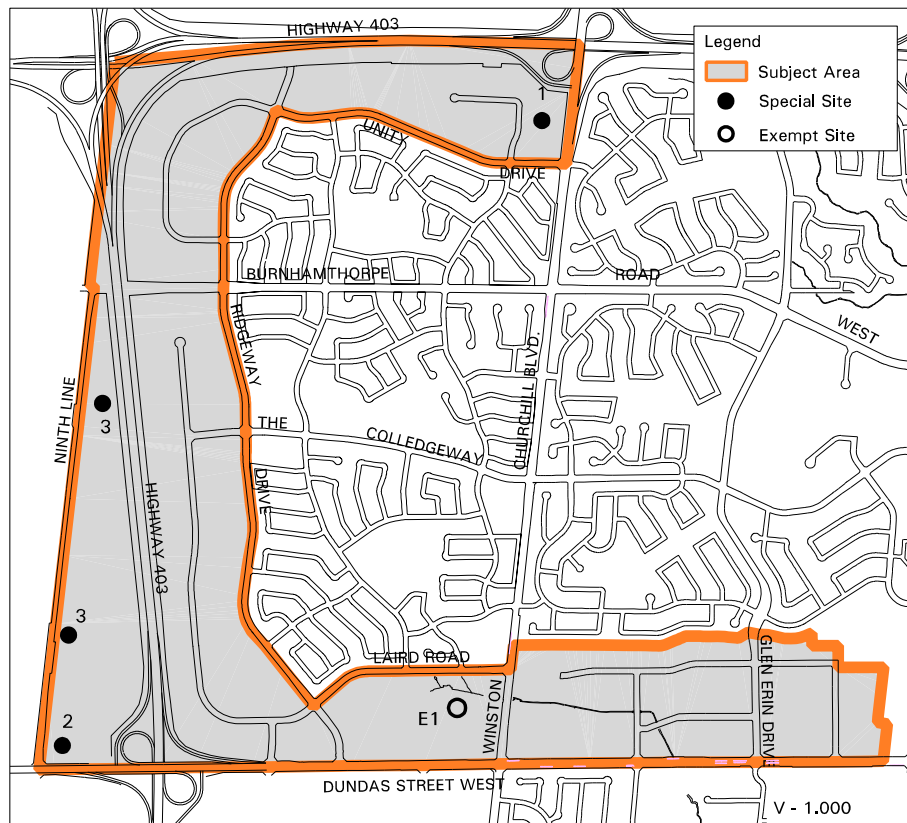 HIGHWAY 403
Legend
Subject Area
Special Site
Exempt Site
1
UNITY
DRIVE
BURNHAMTHORPE
ROAD
WEST
RIDGEWAY
DRIVE
CHURCHILL BLVD.
WINSTON
NINTH LINE
3
THE
COLLEDGEWAY
HIGHWAY 403
3
LAIRD ROAD
GLEN ERIN DRIVE
E1
2
DUNDAS STREET WEST
V - 1.000